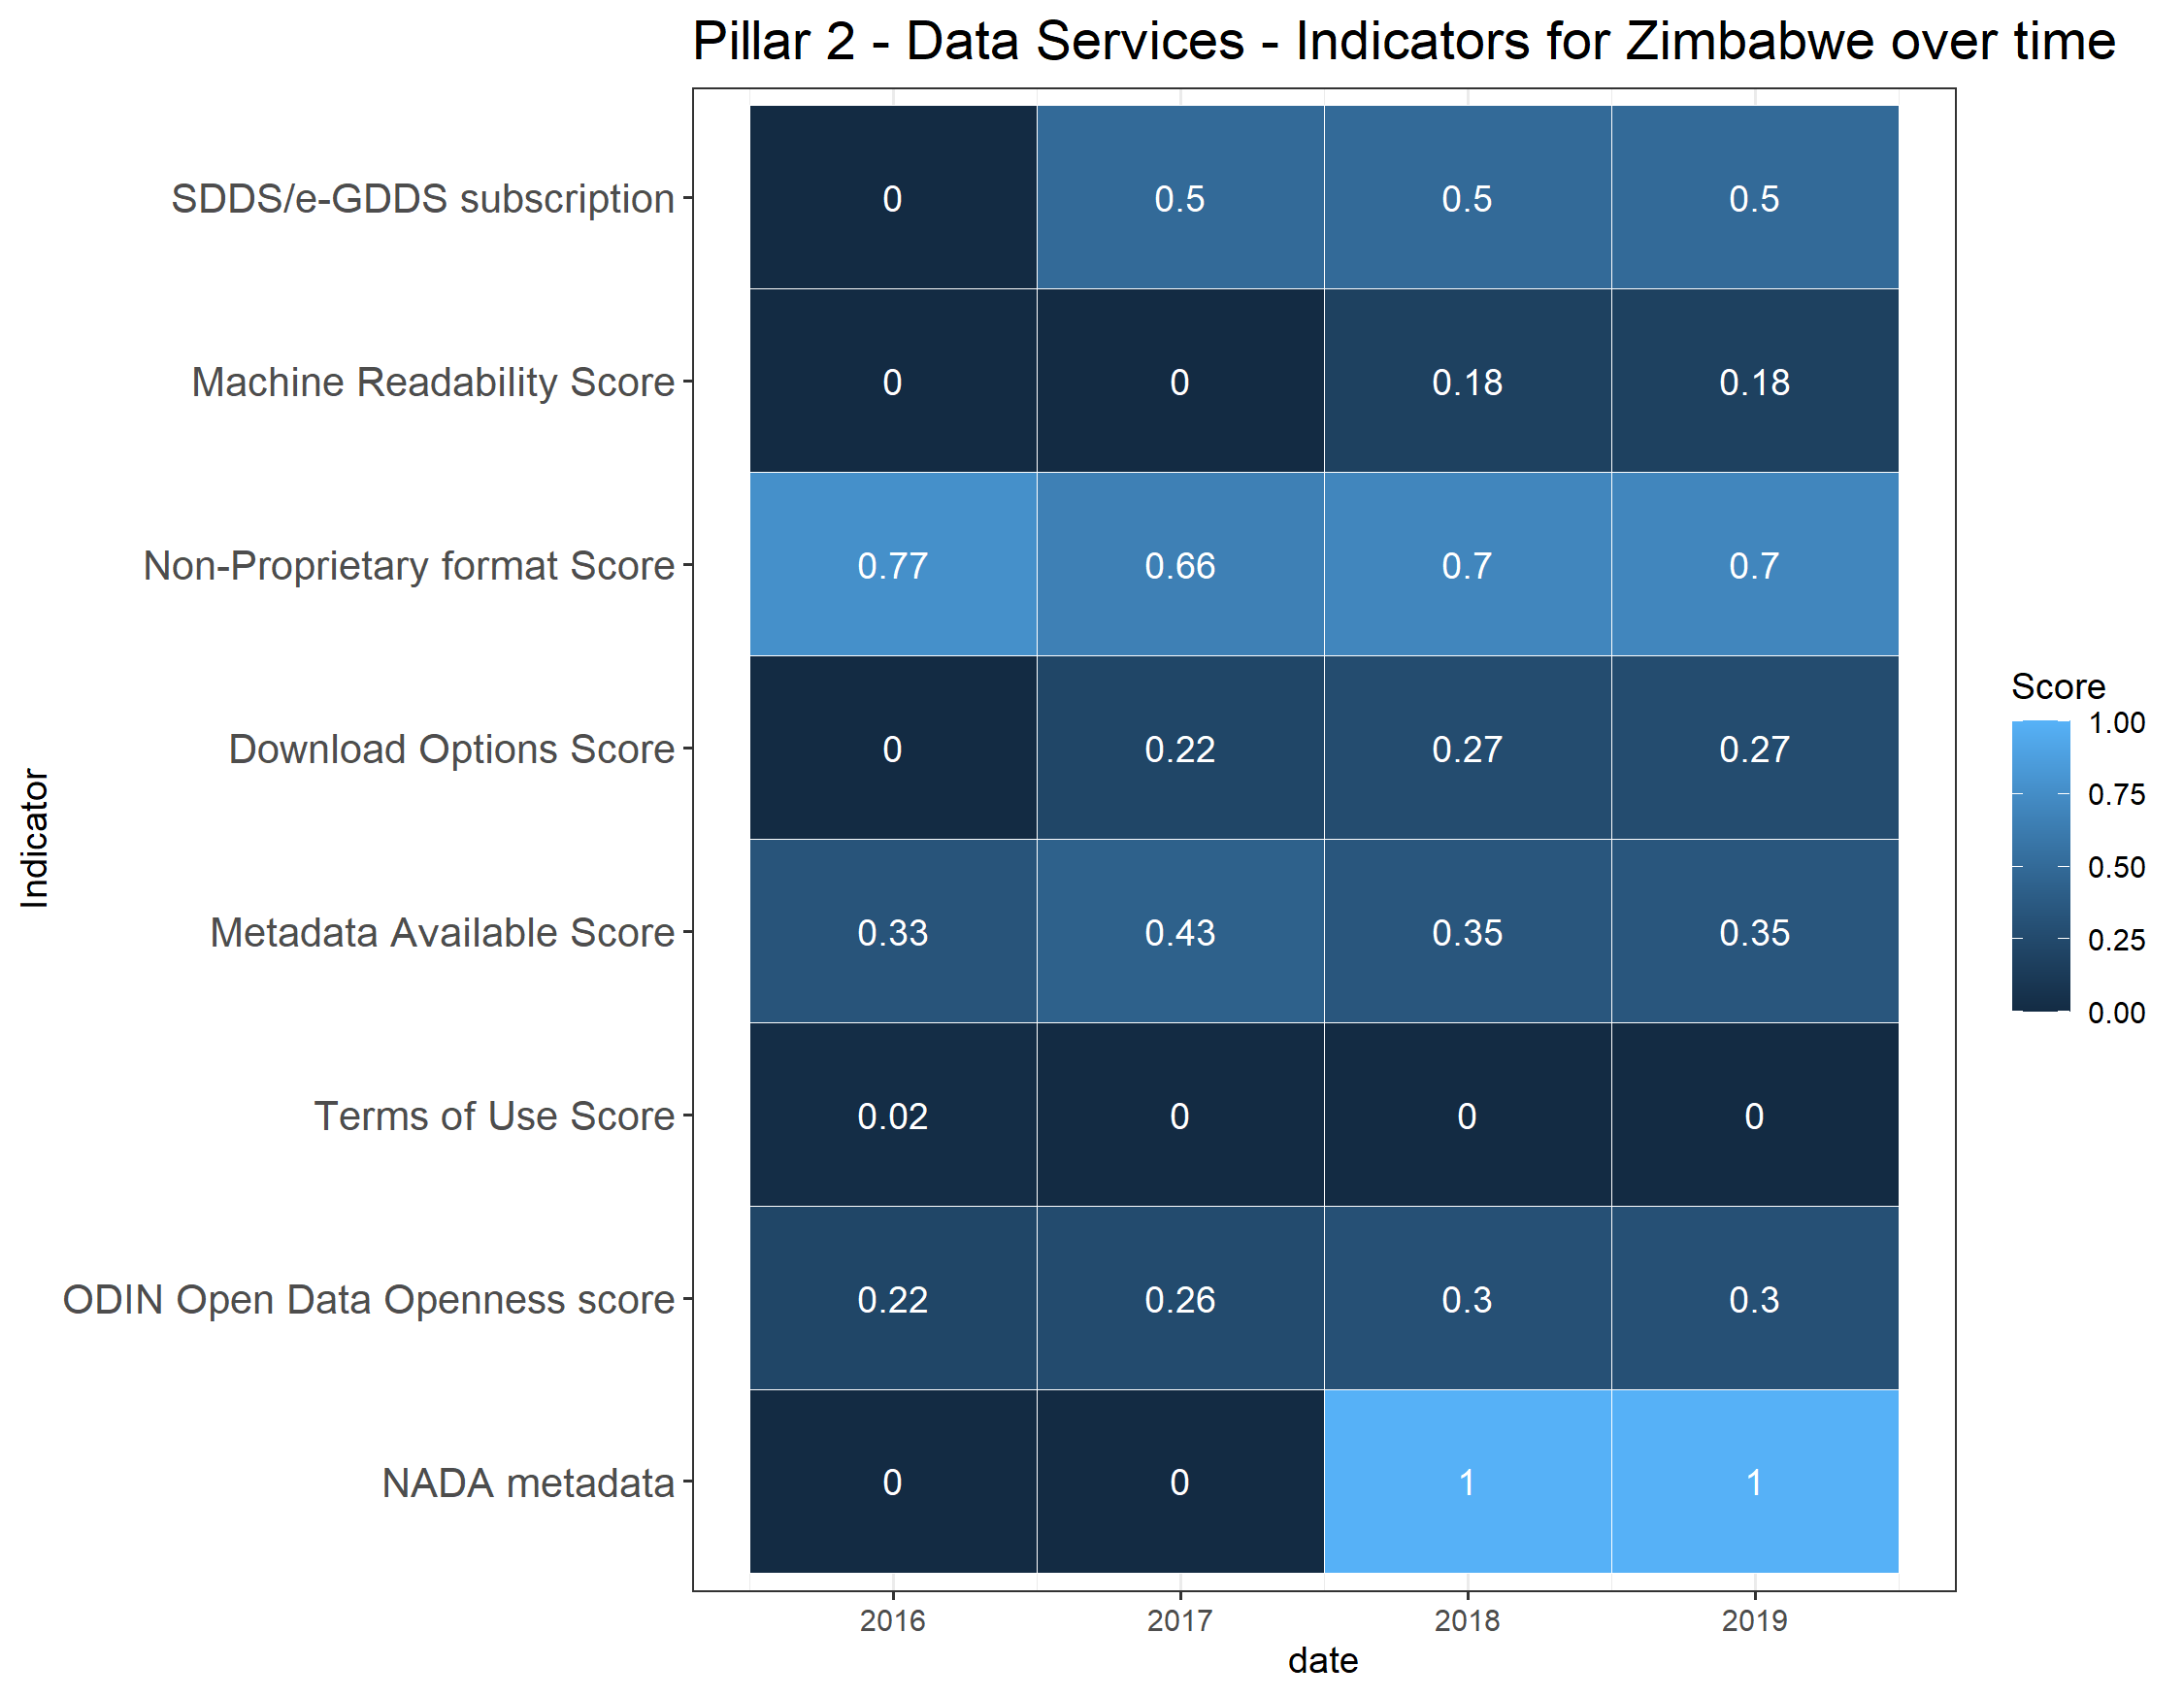 Pillar 2 - Data Services - Indicators for Zimbabwe over time
SDDS/e-GDDS subscription 0 0.5 0.5 0.5
Machine Readability Score 0 0 0.18 0.18
Non-Proprietary format Score 0.77 0.66 0.7 0.7
Download Options Score 0 0.22 0.27 0.27
Metadata Available Score 0.33 0.43 0.35 0.35
Terms of Use Score 0.02 0 0 0
ODIN Open Data Openness score 0.22 0.26 0.3 0.3
NADA metadata 0 0 1 1
2016 2017 2018 2019
date
Indicator
Score
1.00
0.75
0.50
0.25
0.00